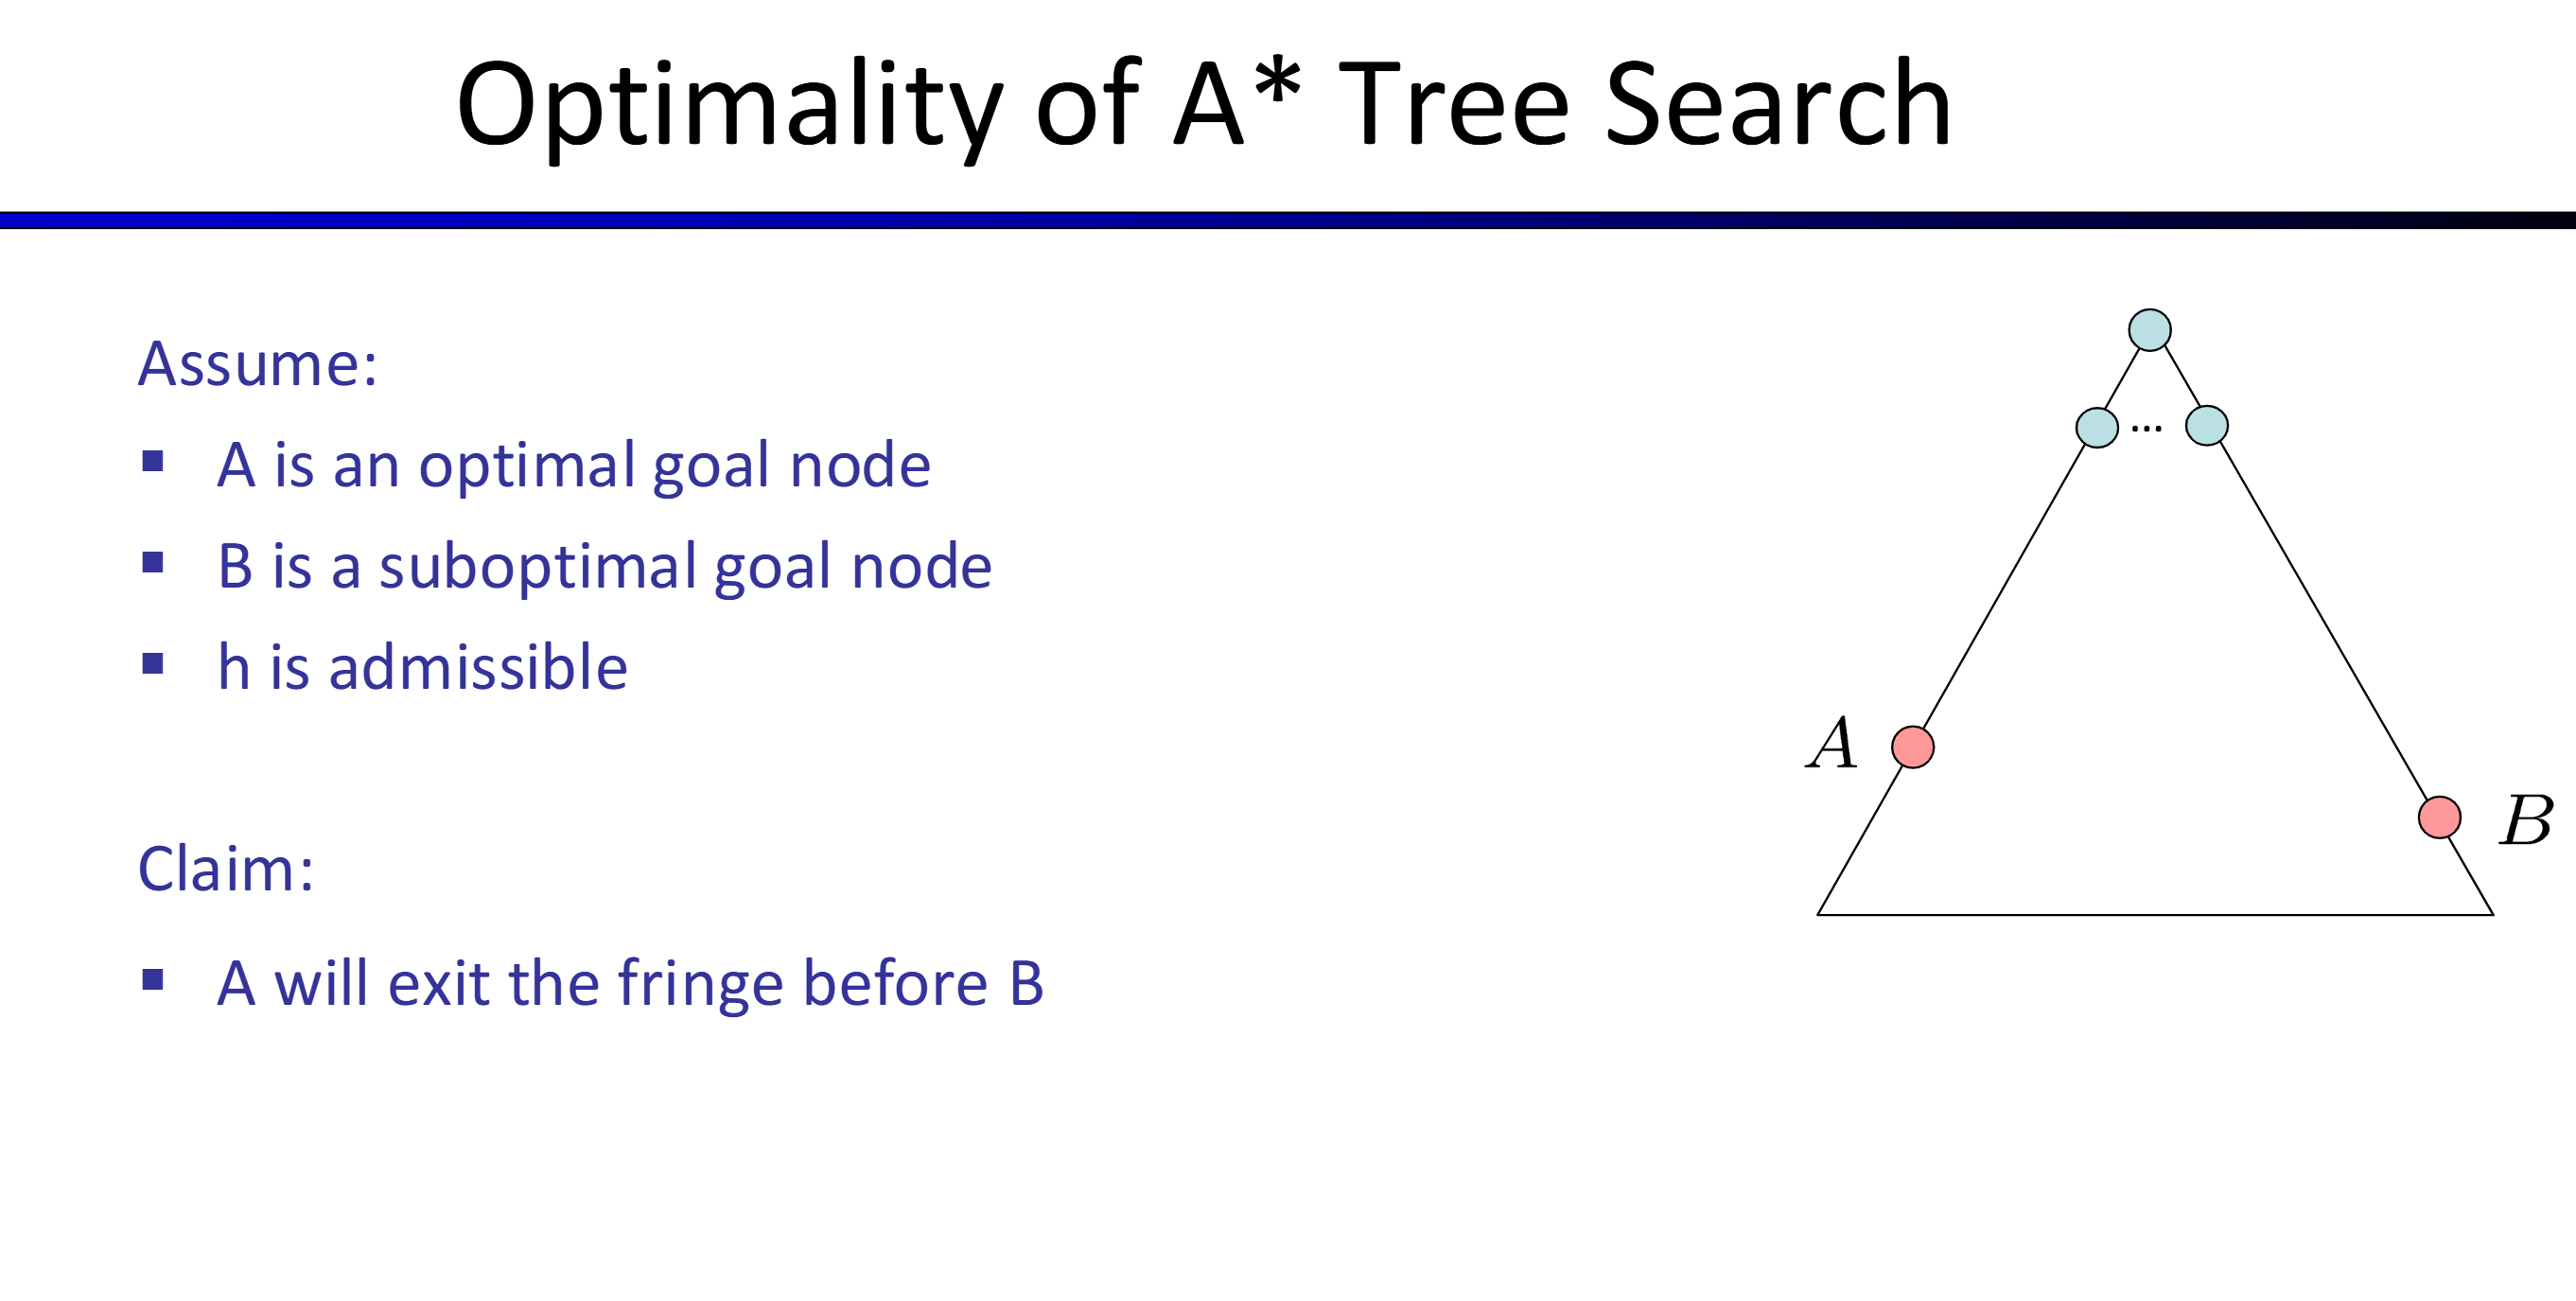 Optimality of A* Tree Search
Assume:
▪ A is an optimal goal node
▪ B is a suboptimal goal node
▪ h is admissible
Claim:
▪ A will exit the fringe before B
...
A
B